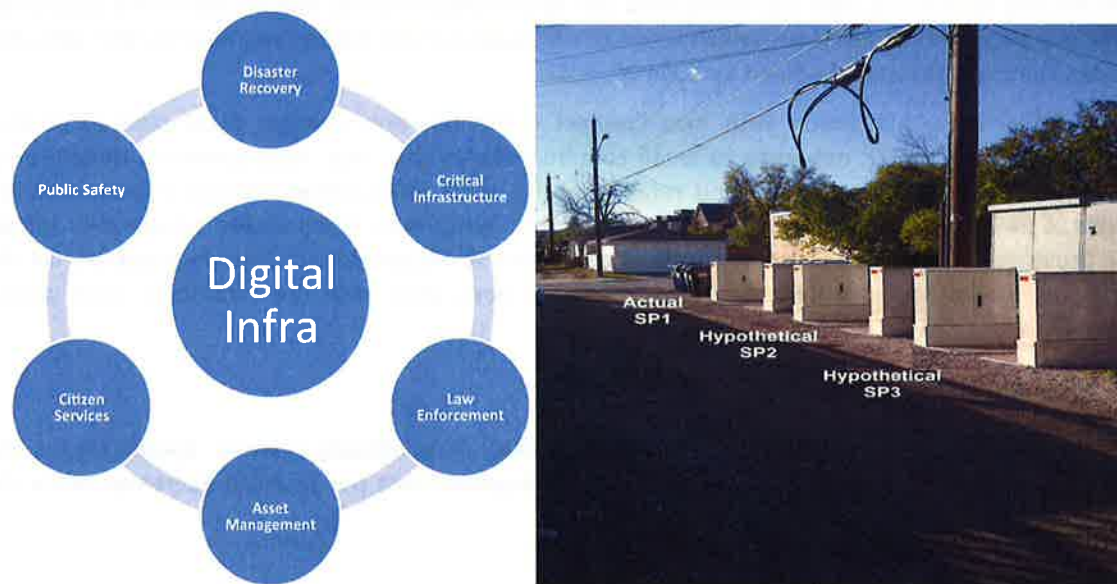 Disaster
Recovery
Public Safety
Critical
Infrastructure
Digital
Infra
Citizen
Services
Law
Enforcement
Asset
Management
Actual
SP1
Hypothetical
SP2
Hypothetical
SP3